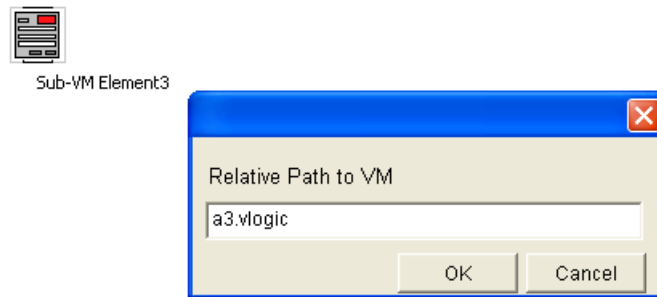 Sub-VM Element3
Relative Path to VM
a3.vlogic
OK Cancel